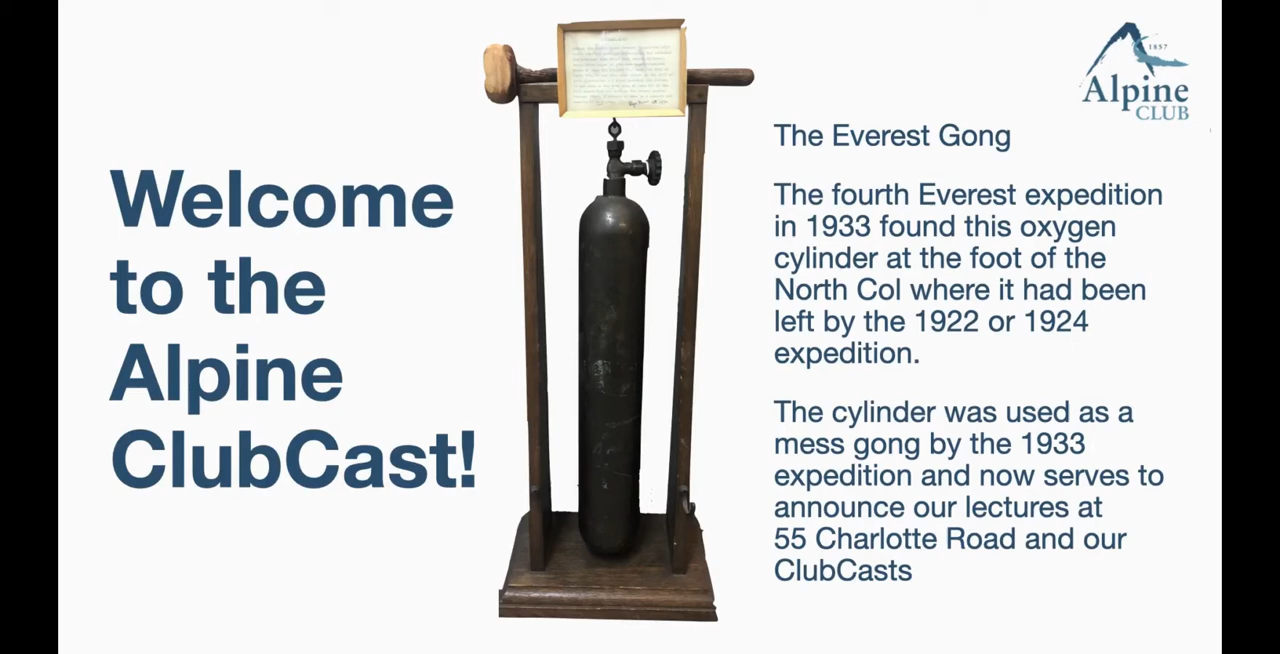 Welcome
to the
Alpine
ClubCast!
1857
Alpine
CLUB
The Everest Gong
The fourth Everest expedition
in 1933 found this oxygen
cylinder at the foot of the
North Col where it had been
left by the 1922 or 1924
expedition.
The cylinder was used as a
mess gong by the 1933
expedition and now serves to
announce our lectures at
55 Charlotte Road and our
ClubCasts